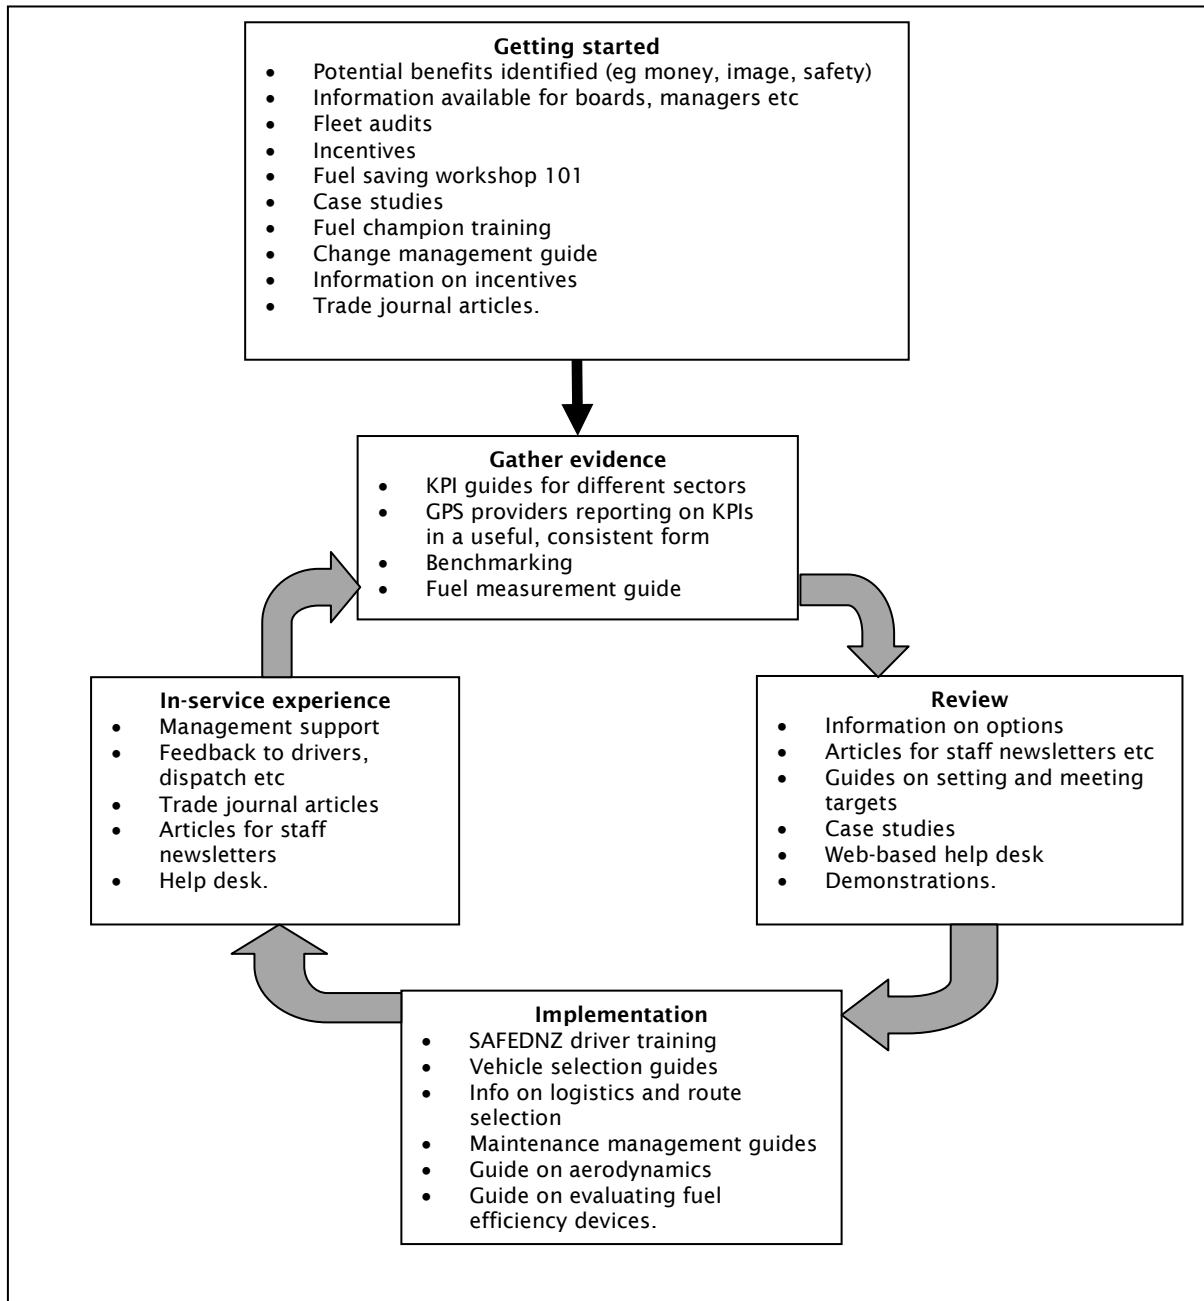 Getting started
• Potential benefits identified (eg money, image, safety)
• Information available for boards, managers etc
• Fleet audits
• Incentives
• Fuel saving workshop 101
• Case studies
• Fuel champion training
• Change management guide
• Information on incentives
• Trade journal articles.
Gather evidence
• KPI guides for different sectors
• GPS providers reporting on KPIs
in a useful, consistent form
• Benchmarking
• Fuel measurement guide
Review
• Information on options
• Articles for staff newsletters etc
• Guides on setting and meeting
targets
• Case studies
• Web-based help desk
• Demonstrations.
Implementation
• SAFEDNZ driver training
• Vehicle selection guides
• Info on logistics and route
selection
• Maintenance management guides
• Guide on aerodynamics
• Guide on evaluating fuel
efficiency devices.
In-service experience
• Management support
• Feedback to drivers,
dispatch etc
• Trade journal articles
• Articles for staff
newsletters
• Help desk.